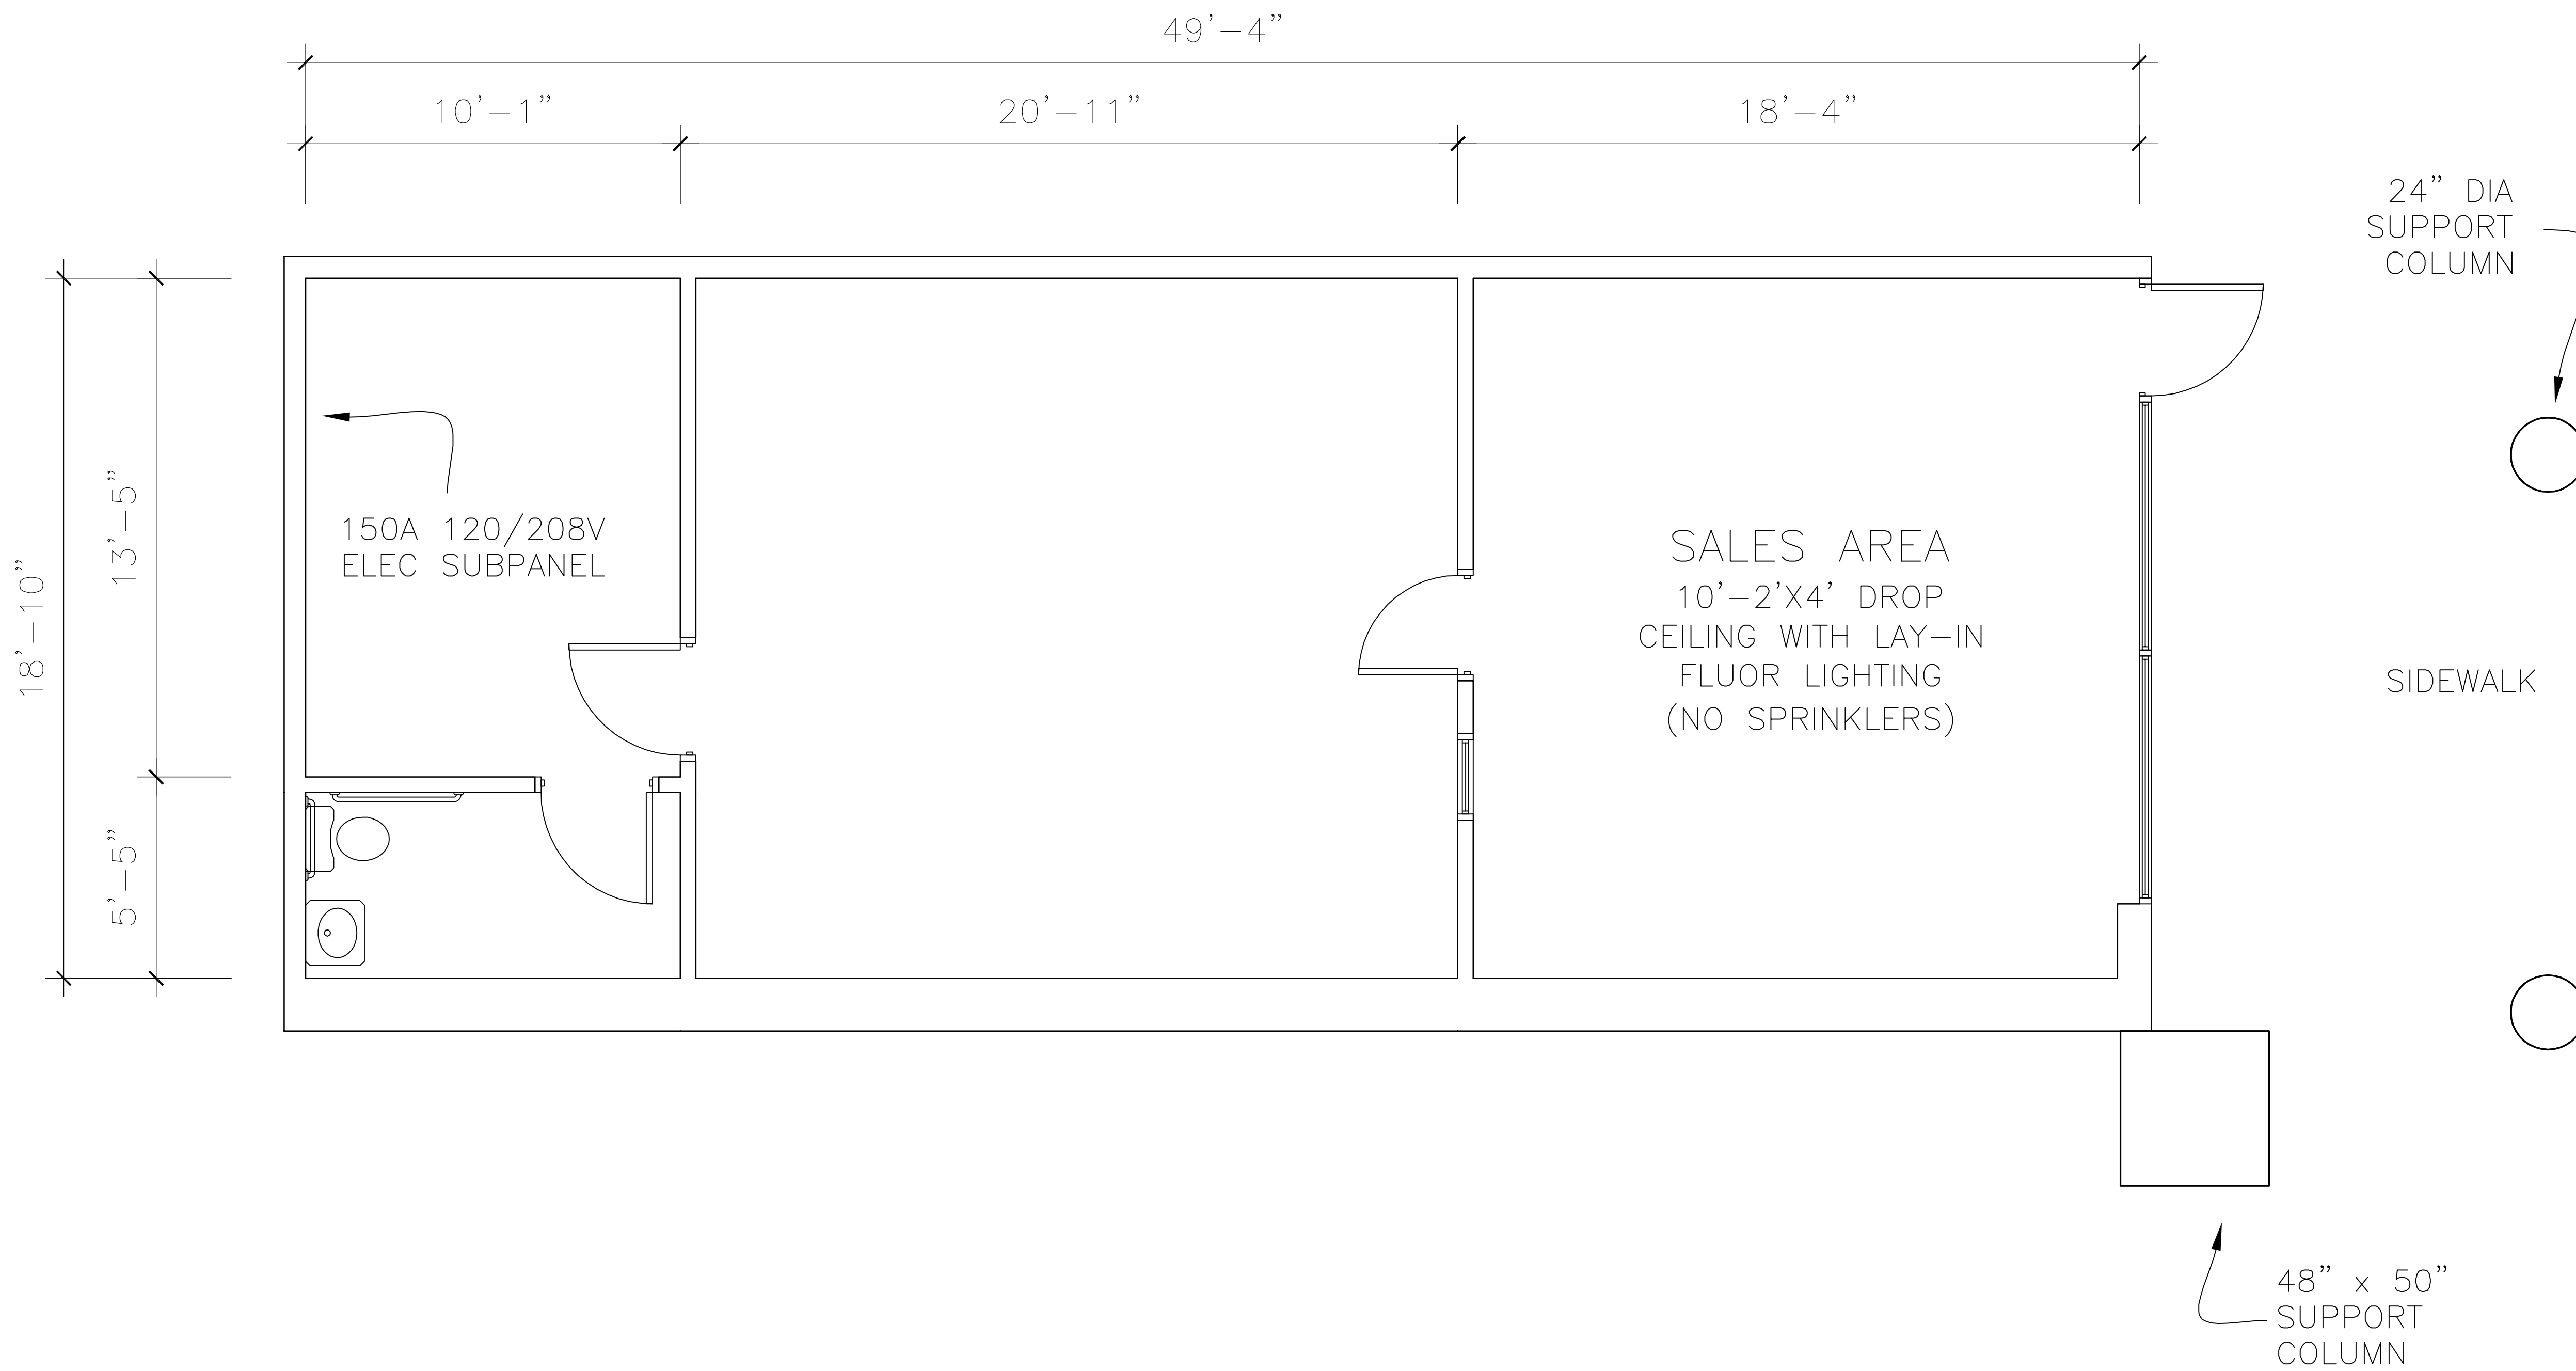 49'-4"
10'-1"
20'-11"
18'-4"
24" DIA
SUPPORT
COLUMN
18'-10"
13'-5"
5'-5"
150A 120/208V
ELEC SUBPANEL
SALES AREA
10'-2'X4' DROP
CEILING WITH LAY-IN
FLUOR LIGHTING
(NO SPRINKLERS)
SIDEWALK
48" x 50"
SUPPORT
COLUMN